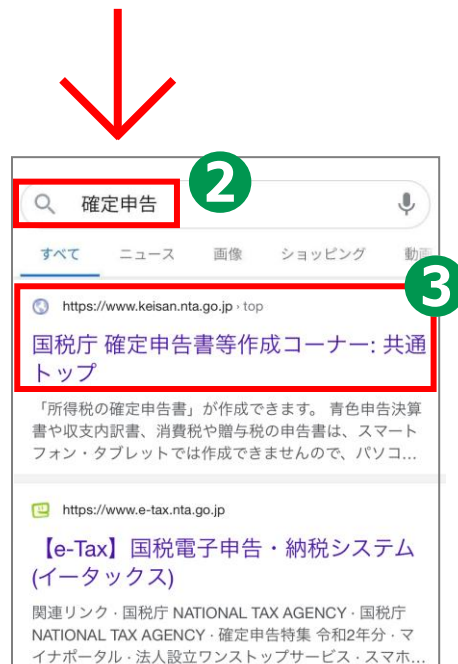 2
確定申告
すべて ニュース 画像 ショッピング 動画
3
https://www.keisan.nta.go.jp › top
国税庁 確定申告書等作成コーナー: 共通
トップ
「所得税の確定申告書」が作成できます。 青色申告決算
書や収支内訳書、消費税や贈与税の申告書は、スマート
フォン・タブレットでは作成できませんので、パソコ...
https://www.e-tax.nta.go.jp
【e-Tax】国税電子申告・納税システム
(イータックス)
関連リンク · 国税庁 NATIONAL TAX AGENCY · 国税庁
NATIONAL TAX AGENCY · 確定申告特集 令和2年分 · マ
イナポータル · 法人設立ワンストップサービス · スマホ...